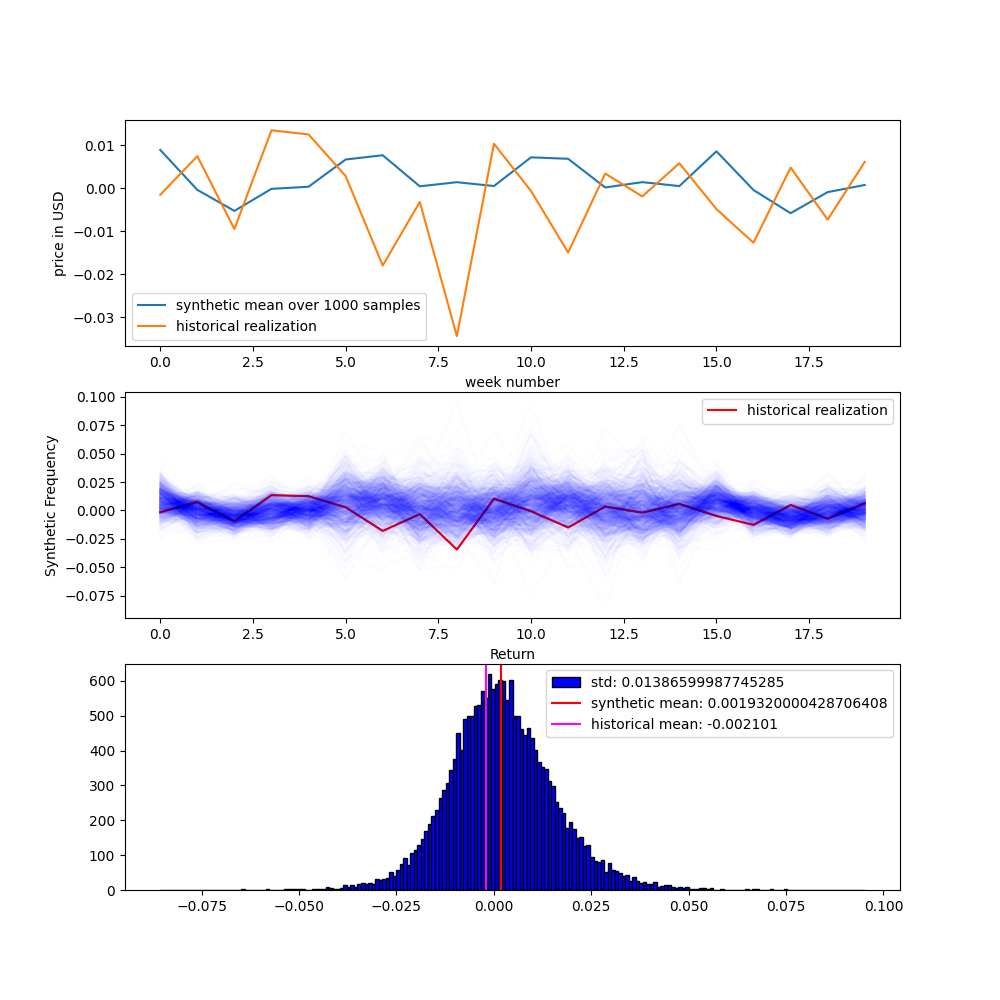 0.01
0.00
−0.01
−0.02
−0.03
price in USD
synthetic mean over 1000 samples
historical realization
0.0 2.5 5.0 7.5 10.0 12.5 15.0 17.5
week number
0.100
0.075
0.050
0.025
0.000
−0.025
−0.050
−0.075
Synthetic Frequency
historical realization
0.0 2.5 5.0 7.5 10.0 12.5 15.0 17.5
Return
600
500
400
300
200
100
0
std: 0.01386599987745285
synthetic mean: 0.0019320000428706408
historical mean: -0.002101
−0.075 −0.050 −0.025 0.000 0.025 0.050 0.075 0.100